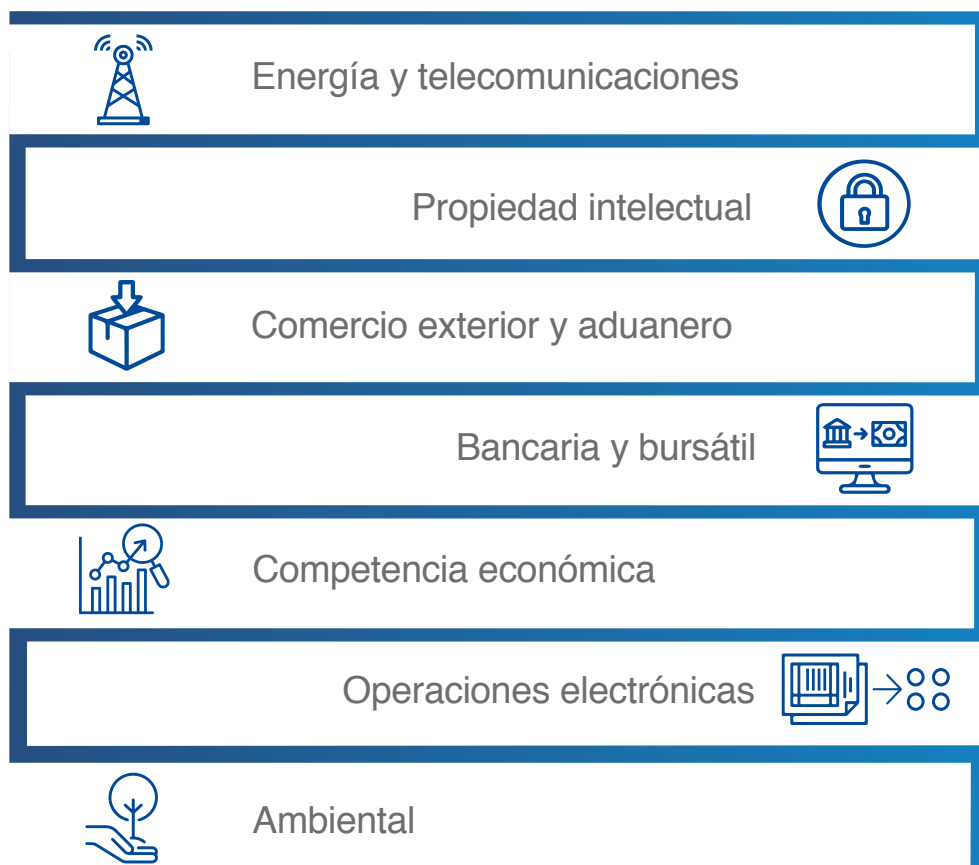 Energía y telecomunicaciones
Propiedad intelectual
Comercio exterior y aduanero
Bancaria y bursátil
Competencia económica
Operaciones electrónicas
Ambiental